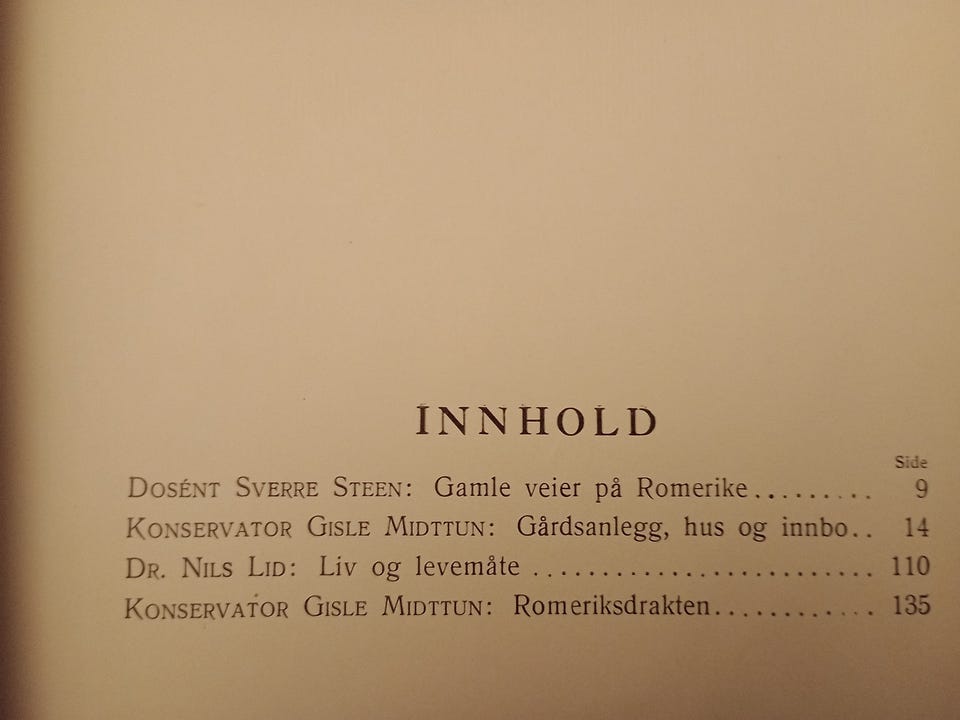 INNHOLD
Side
DOSÉNT SVERRE STEEN: Gamle veier på Romerike......... 9
KONSERVATOR GISLE MIDTTUN: Gårdsanlegg, hus og innbo.. 14
DR. NILS LID: Liv og levemåte ........................ 110
KONSERVATOR GISLE MIDTTUN: Romeriksdrakten............ 135